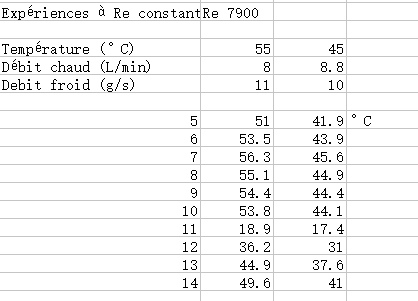 Expériences à Re constant Re 7900
Température (°C) 55 45
Débit chaud (L/min) 8 8.8
Debit froid (g/s) 11 10
5 51 41.9 °C
6 53.5 43.9
7 56.3 45.6
8 55.1 44.9
9 54.4 44.4
10 53.8 44.1
11 18.9 17.4
12 36.2 31
13 44.9 37.6
14 49.6 41